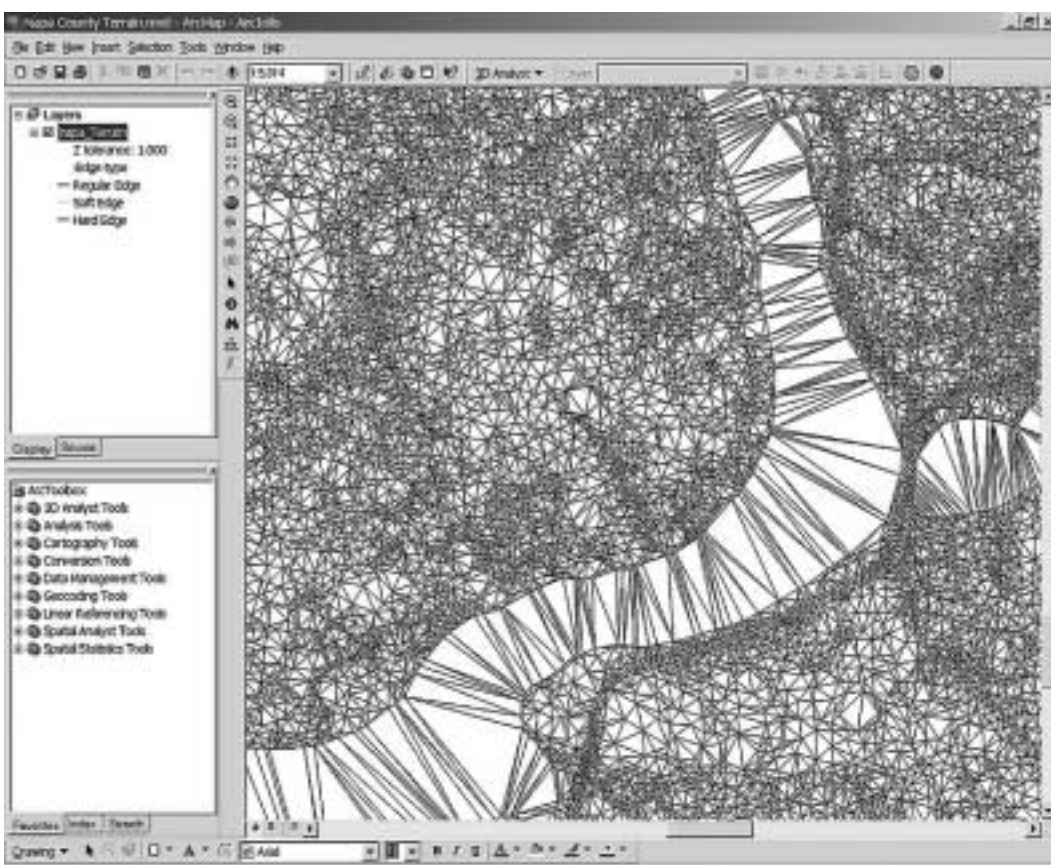 Napa County Terrain.mxd - ArcMap - ArcInfo
File Edit View Insert Selection Tools Window Help
3D Analyst Layer:
Layers
napa_Terrain
Z tolerance: 1.000
Edge type
Regular Edge
Soft Edge
Hard Edge
Display Source
ArcToolbox
3D Analyst Tools
Analysis Tools
Cartography Tools
Conversion Tools
Data Management Tools
Geocoding Tools
Linear Referencing Tools
Spatial Analyst Tools
Spatial Statistics Tools
Favorites Index Search
Drawing A Arial B I U A